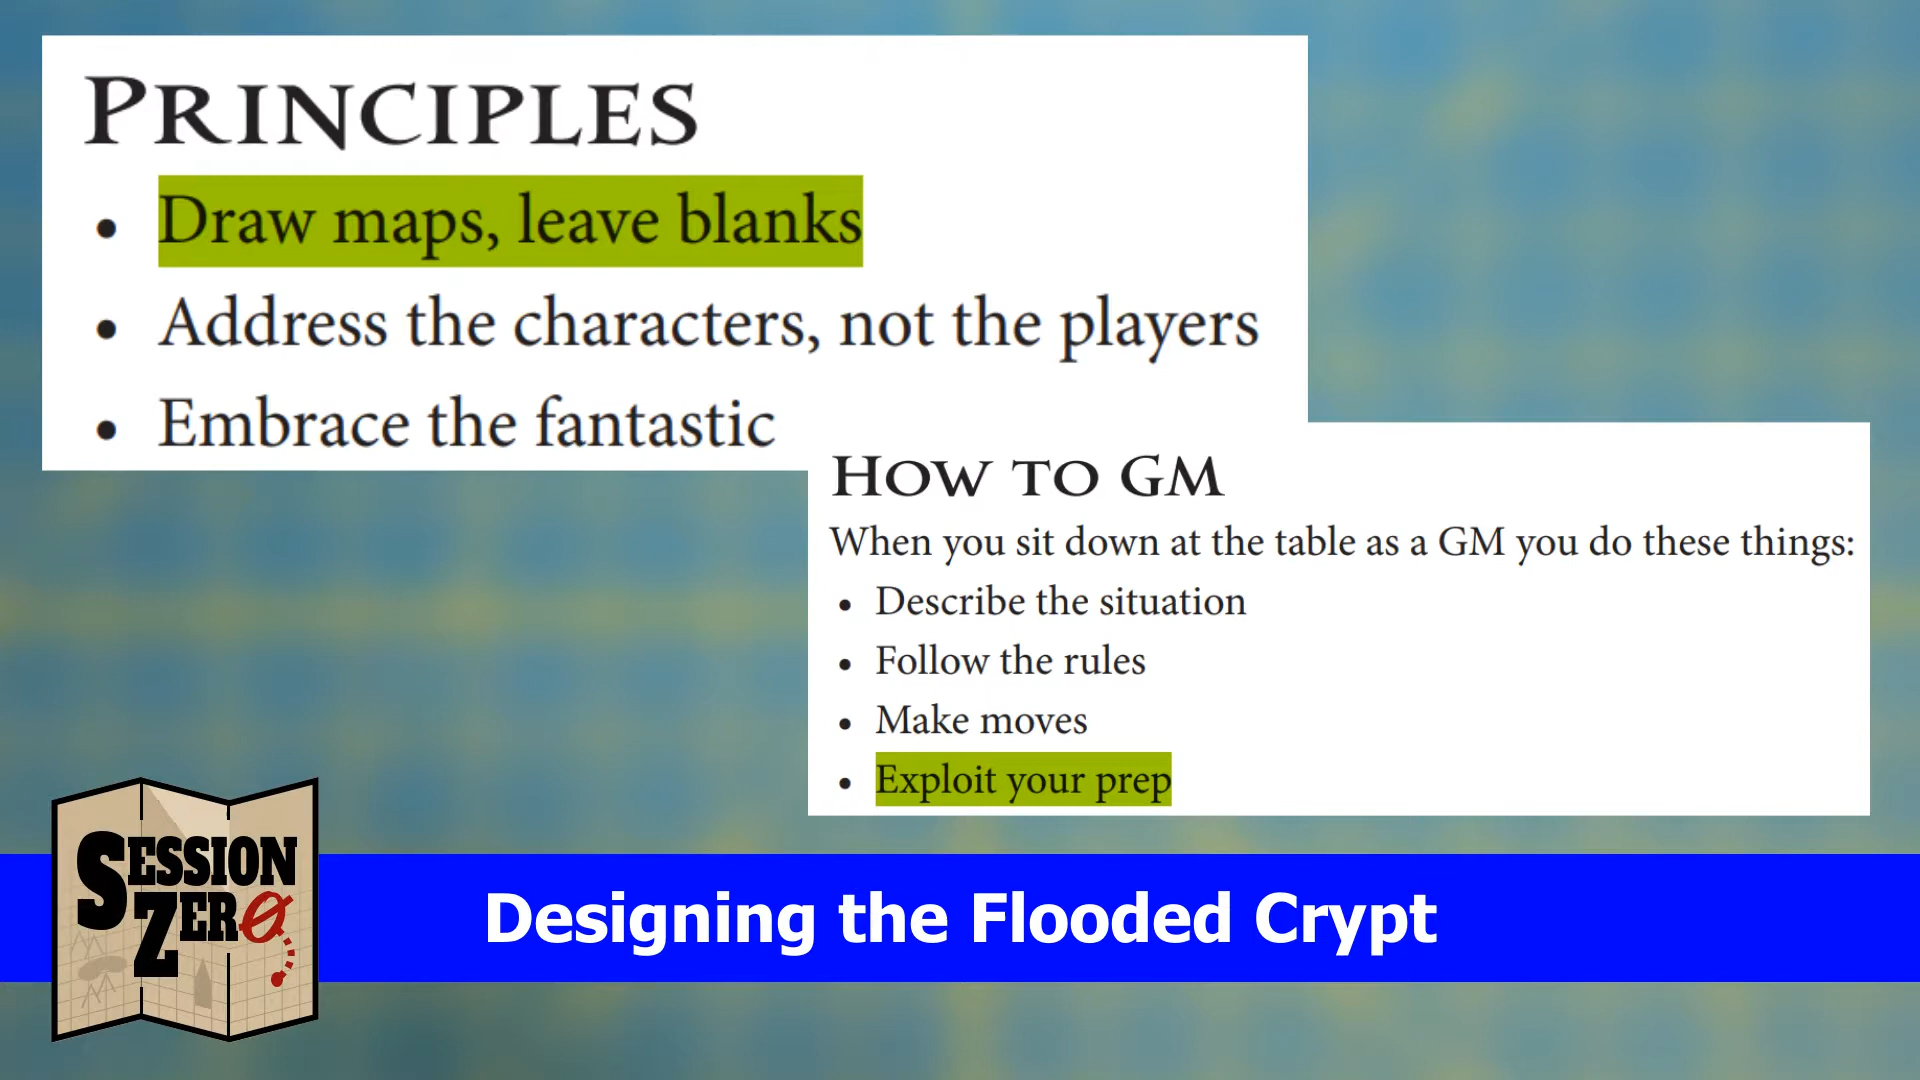 PRINCIPLES
• Draw maps, leave blanks
• Address the characters, not the players
• Embrace the fantastic
HOW TO GM
When you sit down at the table as a GM you do these things:
• Describe the situation
• Follow the rules
• Make moves
• Exploit your prep
SESSION
ZERO
Designing the Flooded Crypt